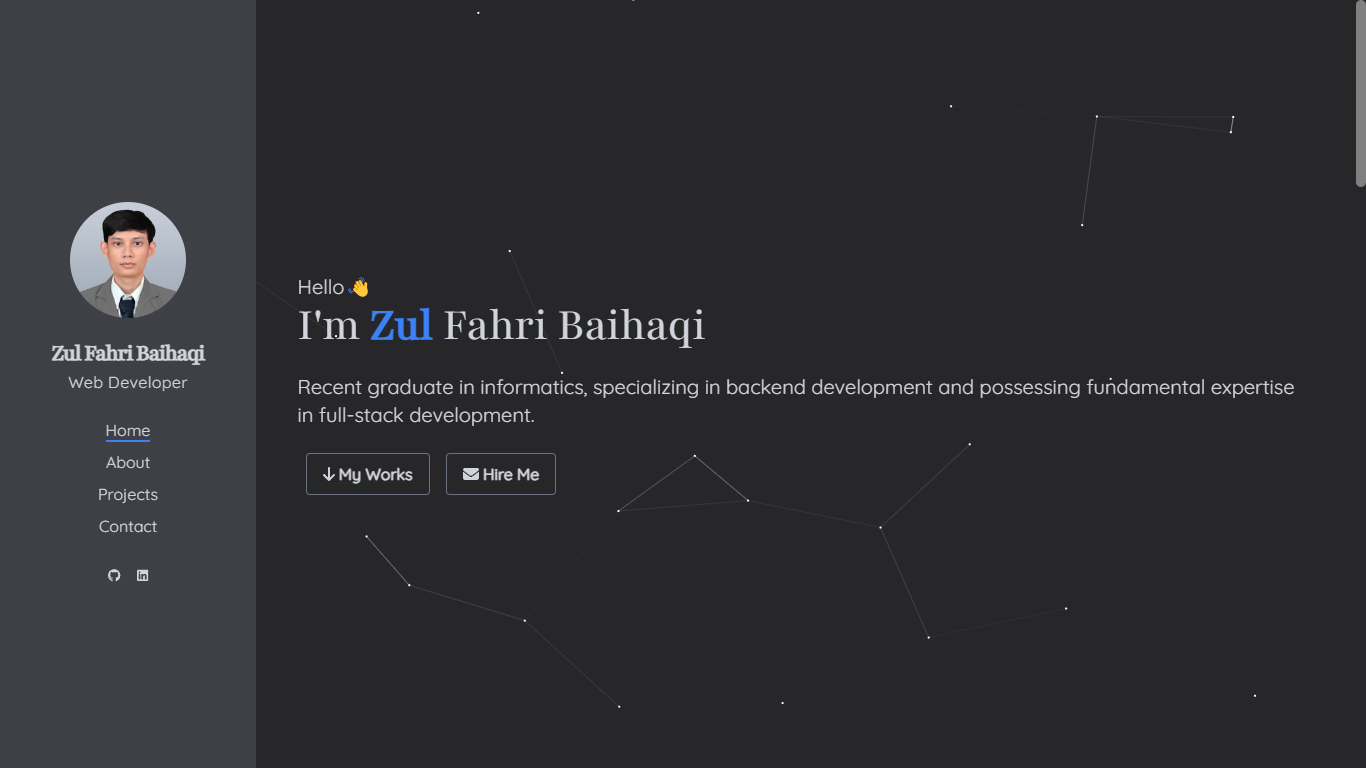 Zul Fahri Baihaqi
Web Developer
Home
About
Projects
Contact
Hello 👋
I'm Zul Fahri Baihaqi
Recent graduate in informatics, specializing in backend development and possessing fundamental expertise
in full-stack development.
My Works
Hire Me